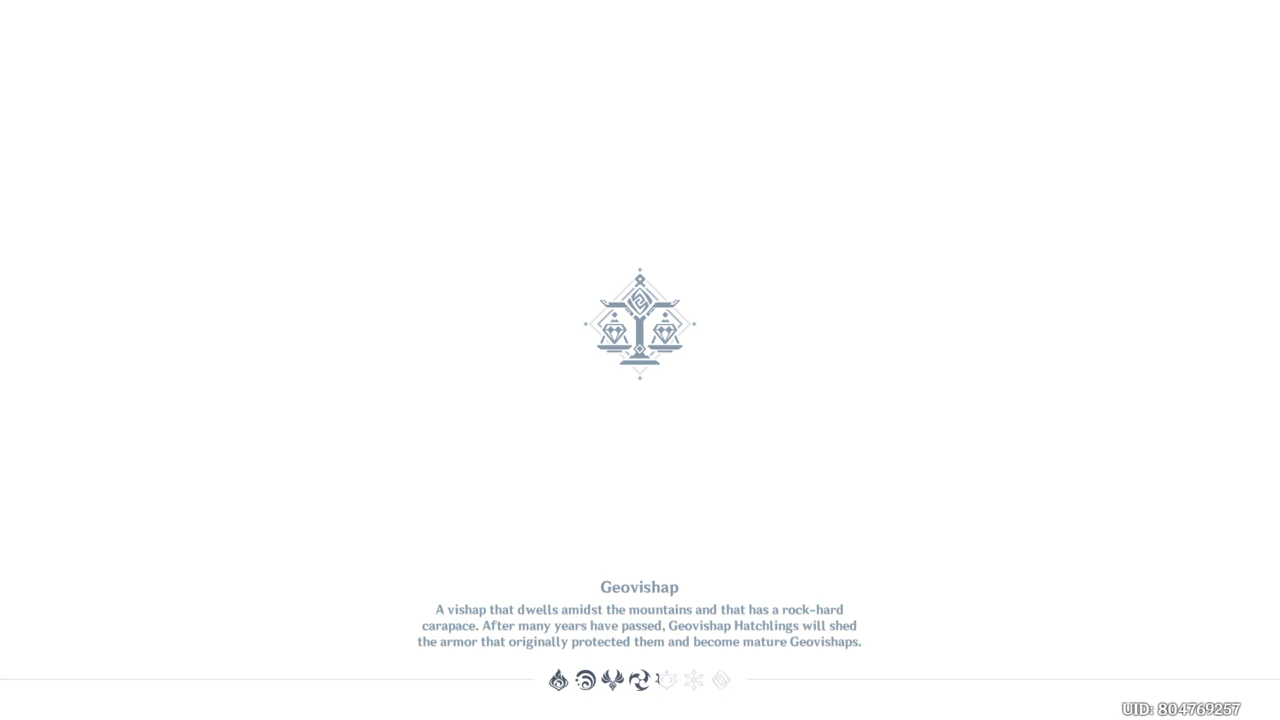 Geovishap
A vishap that dwells amidst the mountains and that has a rock-hard
carapace. After many years have passed, Geovishap Hatchlings will shed
the armor that originally protected them and become mature Geovishaps.
UID: 804769257